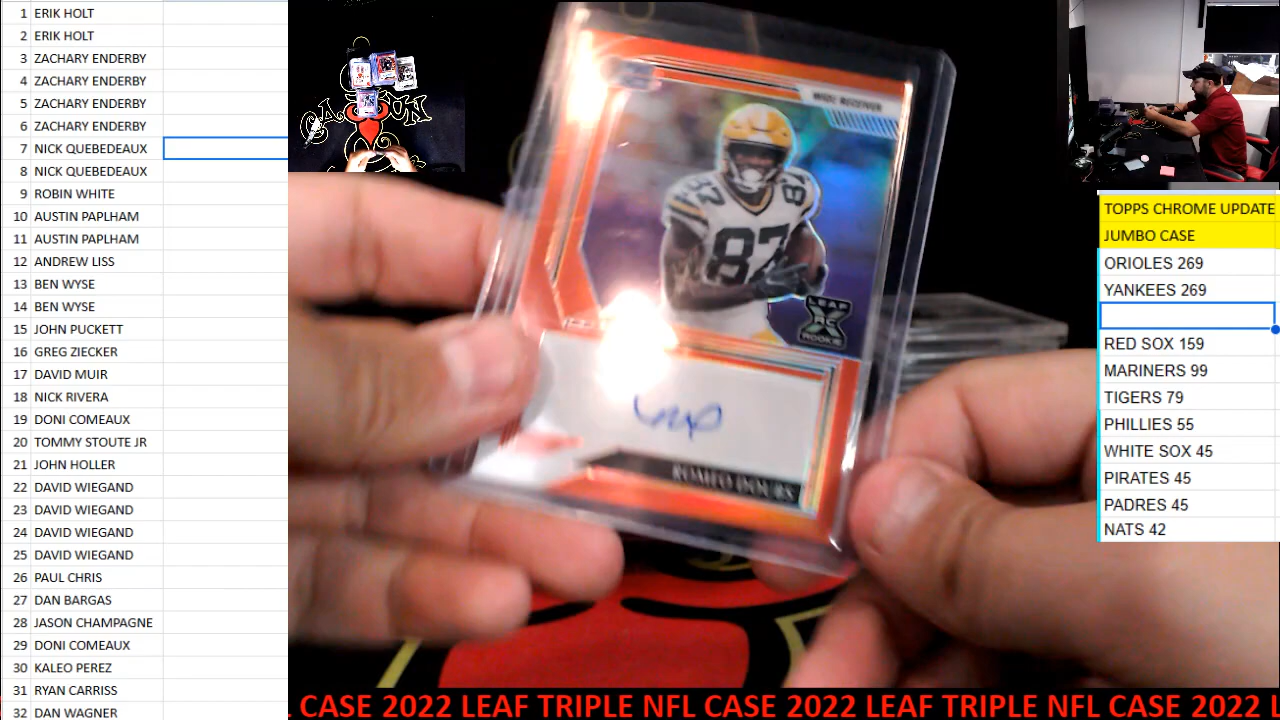 1 ERIK HOLT
2 ERIK HOLT
3 ZACHARY ENDERBY
4 ZACHARY ENDERBY
5 ZACHARY ENDERBY
6 ZACHARY ENDERBY
7 NICK QUEBEDEAUX
8 NICK QUEBEDEAUX
9 ROBIN WHITE
10 AUSTIN PAPLHAM
11 AUSTIN PAPLHAM
12 ANDREW LISS
13 BEN WYSE
14 BEN WYSE
15 JOHN PUCKETT
16 GREG ZIECKER
17 DAVID MUIR
18 NICK RIVERA
19 DONI COMEAUX
20 TOMMY STOUTE JR
21 JOHN HOLLER
22 DAVID WIEGAND
23 DAVID WIEGAND
24 DAVID WIEGAND
25 DAVID WIEGAND
26 PAUL CHRIS
27 DAN BARGAS
28 JASON CHAMPAGNE
29 DONI COMEAUX
30 KALEO PEREZ
31 RYAN CARRISS
32 DAN WAGNER
WIDE RECEIVER
87
87
LEAF
X
RC
ROOKIE
ROMEO DOUBS
TOPPS CHROME UPDATE
JUMBO CASE
ORIOLES 269
YANKEES 269
RED SOX 159
MARINERS 99
TIGERS 79
PHILLIES 55
WHITE SOX 45
PIRATES 45
PADRES 45
NATS 42
CASE 2022 LEAF TRIPLE NFL CASE 2022 LEAF TRIPLE NFL CASE 2022